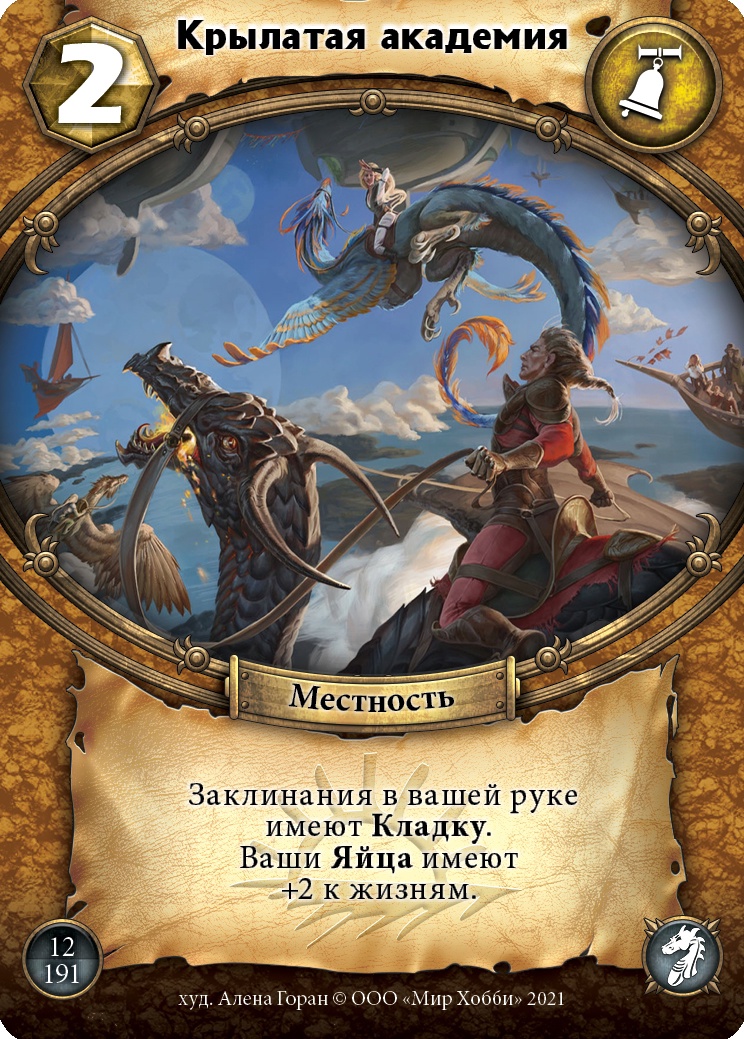 Крылатая академия
2
Местность
Заклинания в вашей руке
имеют Кладку.
Ваши Яйца имеют
+2 к жизням.
12
191
худ. Алена Горан © ООО «Мир Хобби» 2021